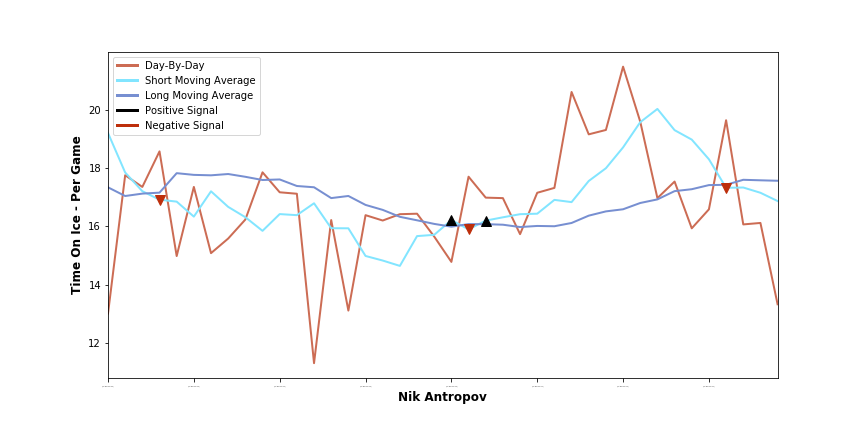 Day-By-Day
Short Moving Average
Long Moving Average
Positive Signal
Negative Signal
Time On Ice - Per Game
20
18
16
14
12
Nik Antropov